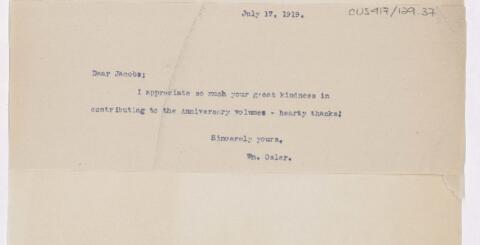 July 17, 1919.
CUS417/129.37
Dear Jacobs;
I appreciate so much your great kindness in
contributing to the Anniversary volumes - hearty thanks!
Sincerely yours,
Wm. Osler.